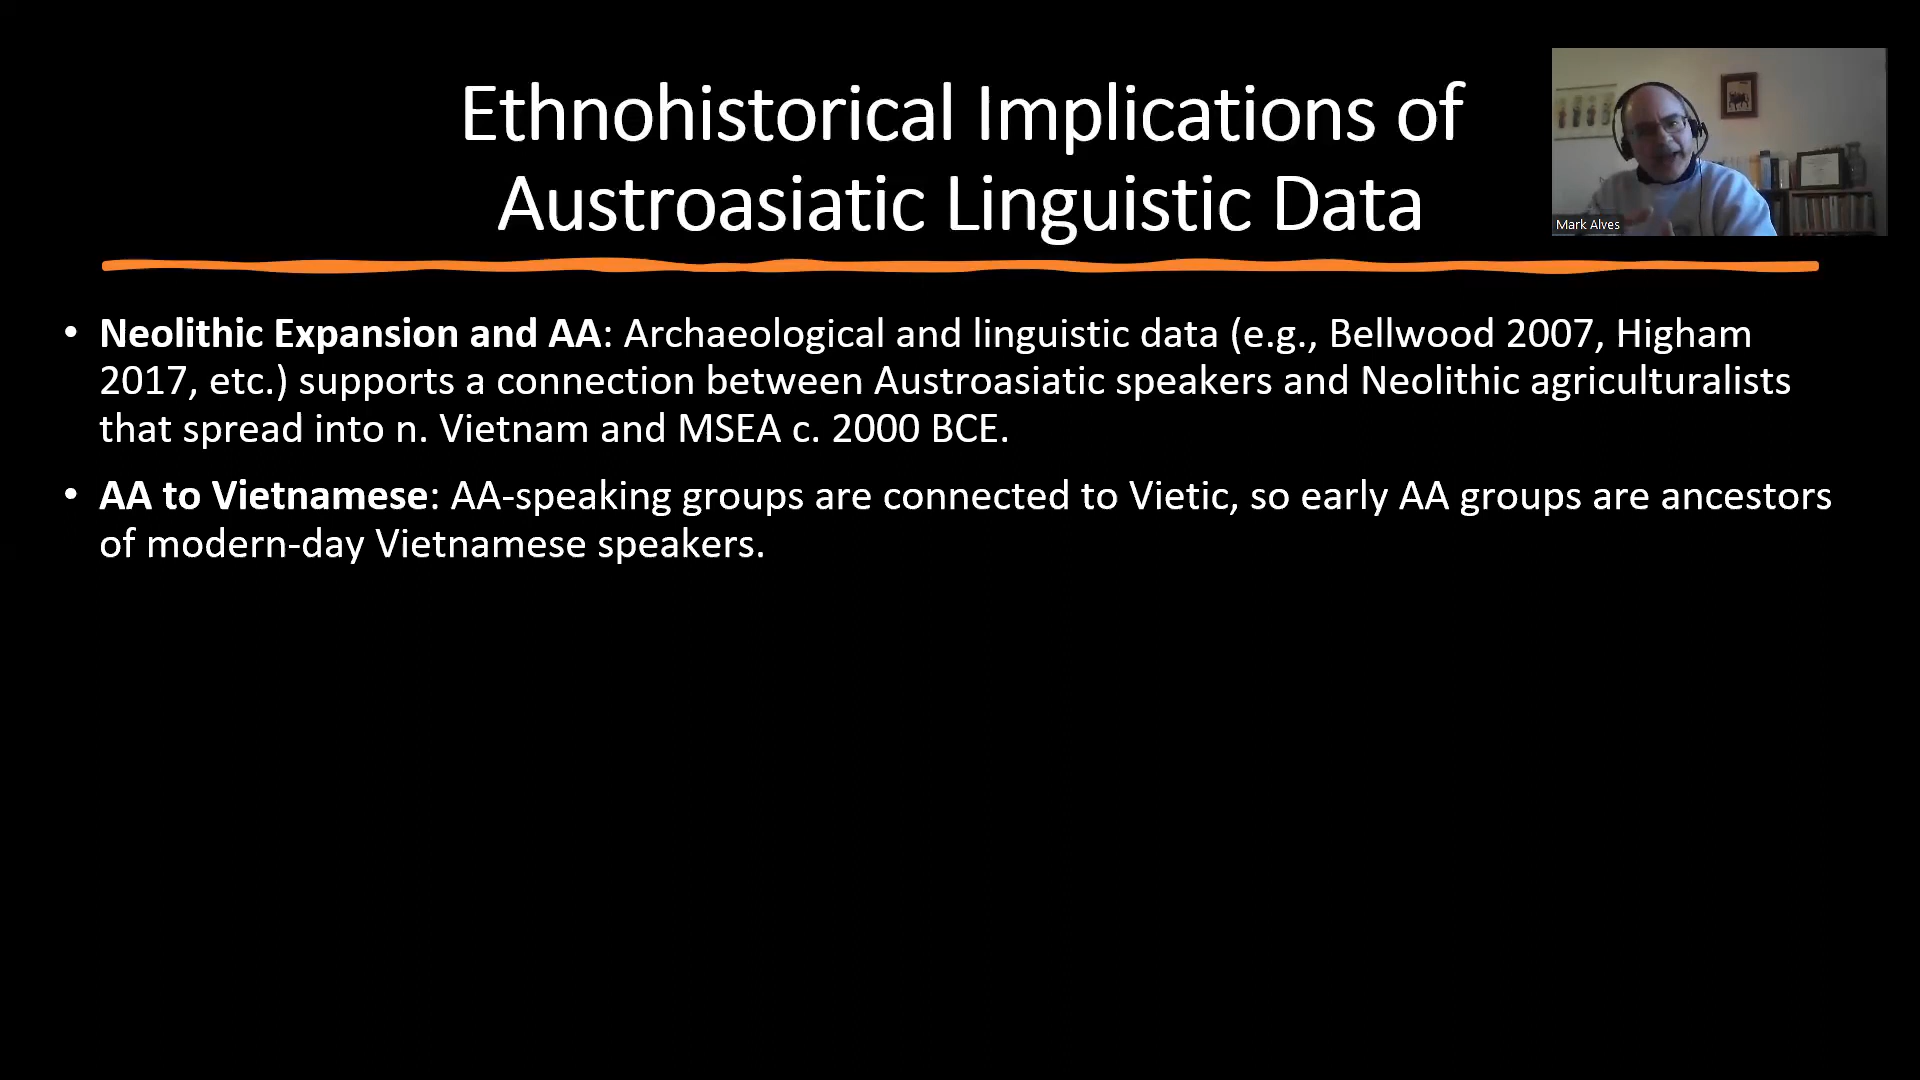 Ethnohistorical Implications of
Austroasiatic Linguistic Data
Mark Alves
• Neolithic Expansion and AA: Archaeological and linguistic data (e.g., Bellwood 2007, Higham
2017, etc.) supports a connection between Austroasiatic speakers and Neolithic agriculturalists
that spread into n. Vietnam and MSEA c. 2000 BCE.
• AA to Vietnamese: AA-speaking groups are connected to Vietic, so early AA groups are ancestors
of modern-day Vietnamese speakers.